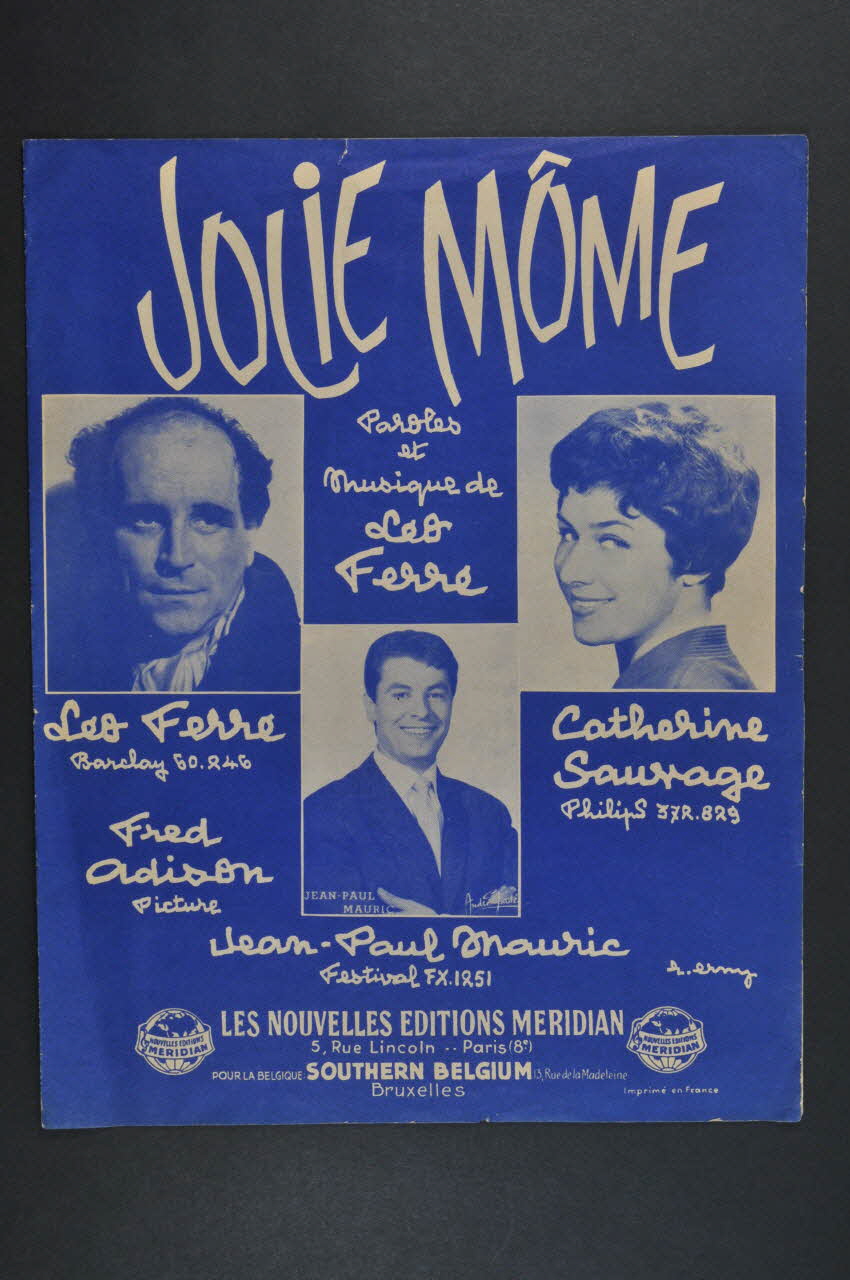 JOLIE MÔME
Paroles
et
Musique de
Léo
Ferré
Léo Ferré
Barclay 60.246
Catherine
Sauvage
Philips 372.829
Fred
Adison
Picture
JEAN-PAUL
MAURIC
Jean-Paul Mauric
Festival FX.1251
r. ermy
NOUVELLES EDITIONS
MERIDIAN
LES NOUVELLES EDITIONS MERIDIAN
5, Rue Lincoln -- Paris (8e)
POUR LA BELGIQUE: SOUTHERN BELGIUM 13, Rue de la Madeleine
Bruxelles
NOUVELLES EDITIONS
MERIDIAN
Imprimé en France